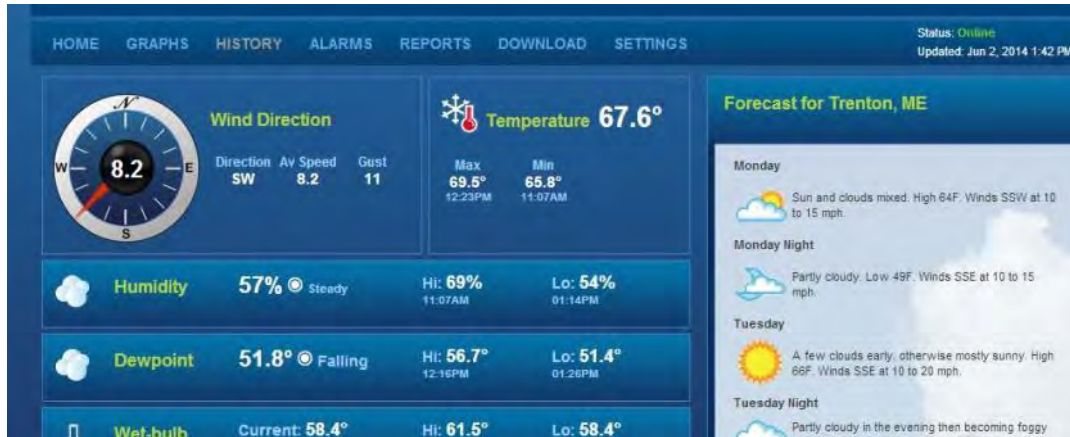 HOME GRAPHS HISTORY ALARMS REPORTS DOWNLOAD SETTINGS
Status: Online
Updated: Jun 2, 2014 1:42 PM
N
W
E
S
8.2
Wind Direction
Direction Av Speed Gust
SW 8.2 11
Temperature 67.6°
Max Min
69.5° 65.8°
12:23PM 11:07AM
Humidity 57% Steady Hi: 69% Lo: 54%
11:07AM 01:14PM
Dewpoint 51.8° Falling Hi: 56.7° Lo: 51.4°
12:16PM 01:26PM
Wet-bulb Current: 58.4° Hi: 61.5° Lo: 58.4°
Forecast for Trenton, ME
Monday
Sun and clouds mixed. High 64F. Winds SSW at 10
to 15 mph.
Monday Night
Partly cloudy. Low 49F. Winds SSE at 10 to 15
mph.
Tuesday
A few clouds early, otherwise mostly sunny. High
66F. Winds SSE at 10 to 20 mph.
Tuesday Night
Partly cloudy in the evening then becoming foggy